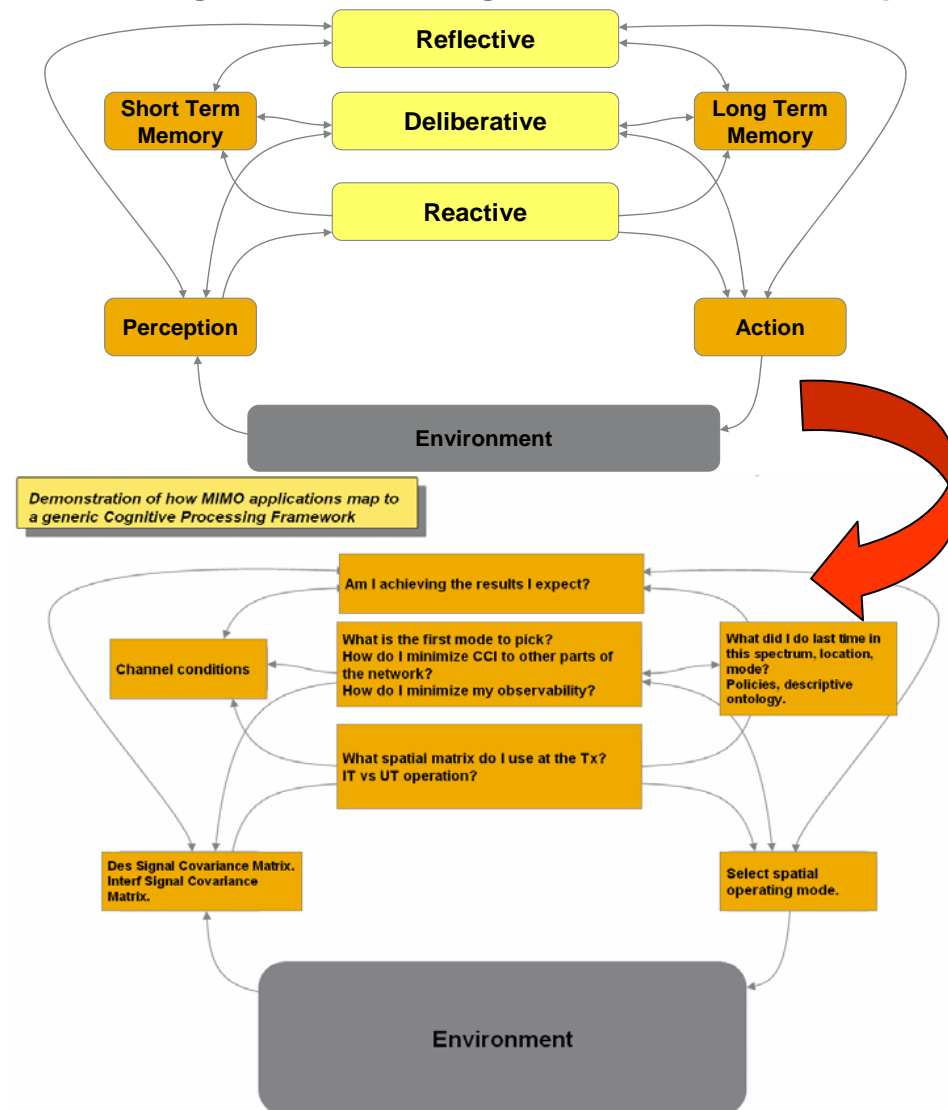 Reflective
Short Term
Memory
Deliberative
Long Term
Memory
Reactive
Perception
Action
Environment
Demonstration of how MIMO applications map to
a generic Cognitive Processing Framework
Am I achieving the results I expect?
Channel conditions
What is the first mode to pick?
How do I minimize CCI to other parts of
the network?
How do I minimize my observability?
What did I do last time in
this spectrum, location,
mode?
Policies, descriptive
ontology.
What spatial matrix do I use at the Tx?
IT vs UT operation?
Des Signal Covariance Matrix.
Interf Signal Covariance
Matrix.
Select spatial
operating mode.
Environment